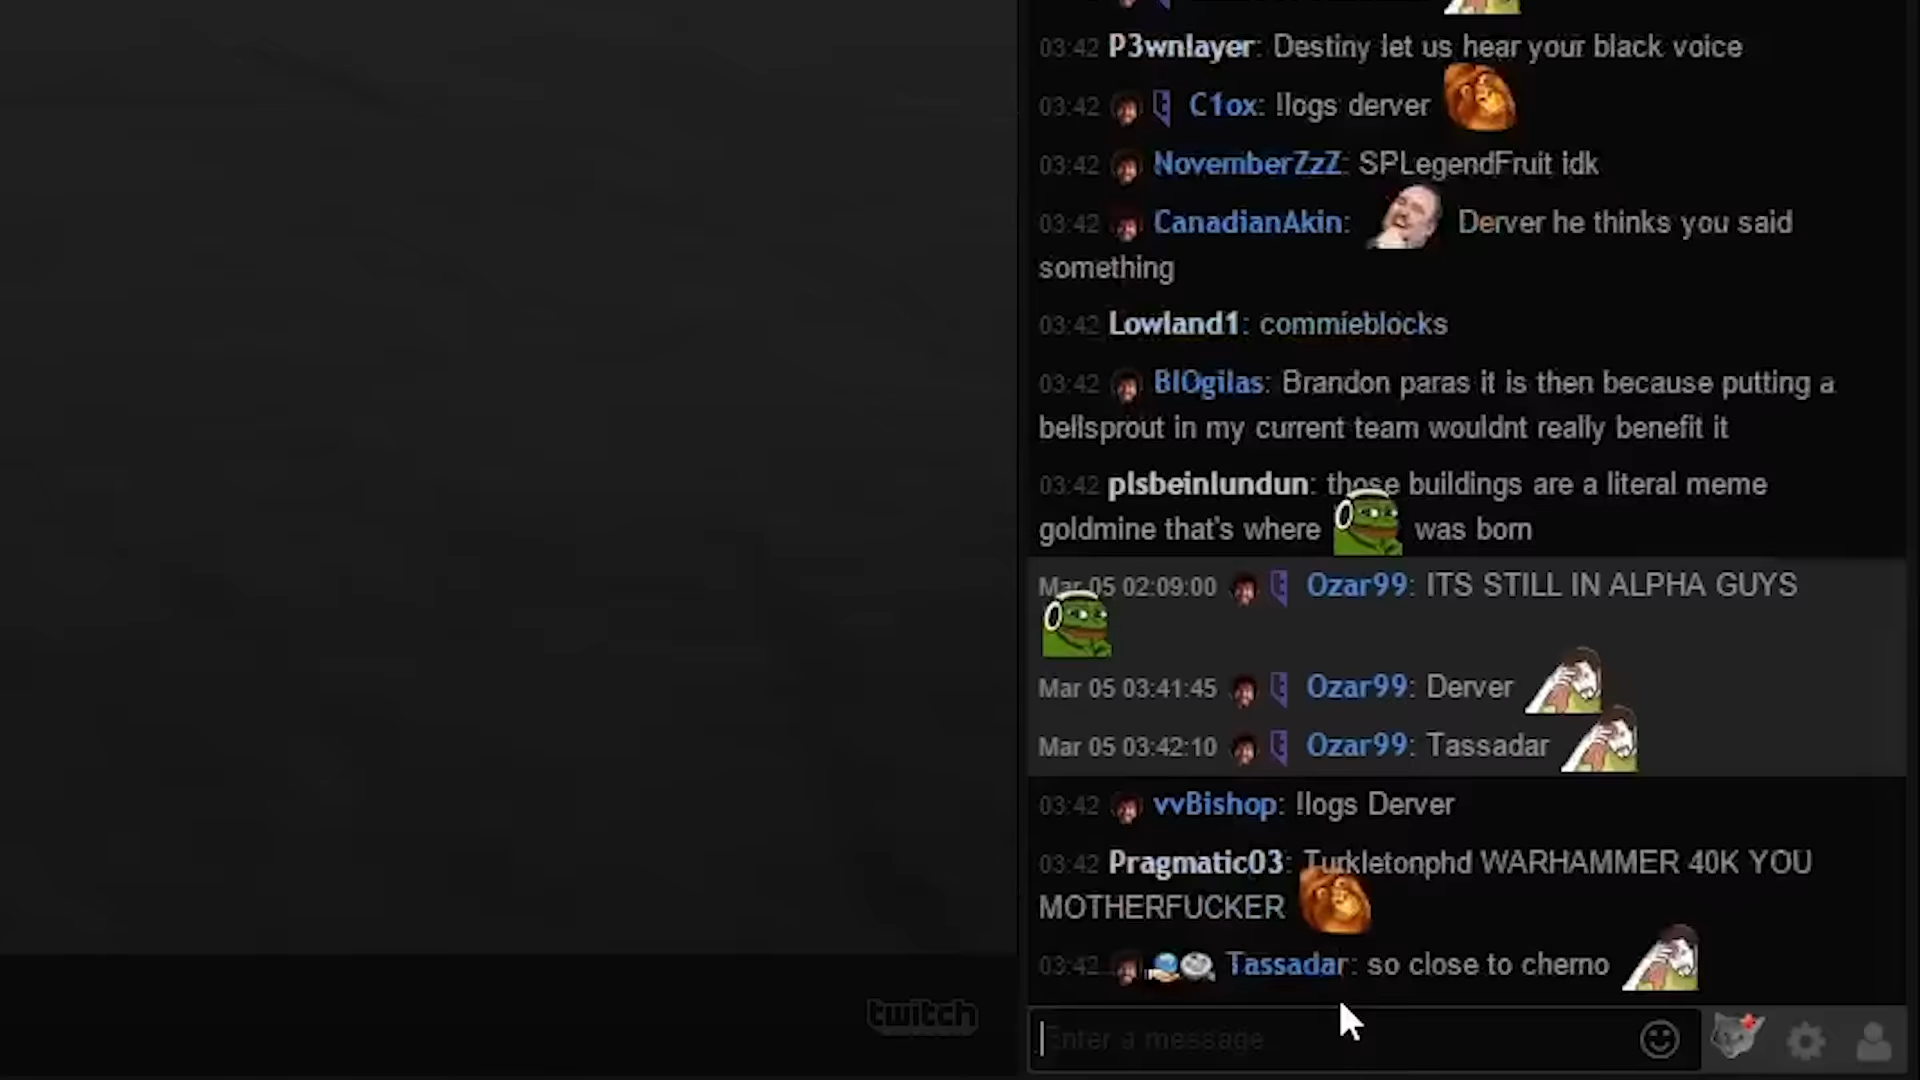 03:42 P3wnlayer: Destiny let us hear your black voice
03:42 C1ox: !logs derver
03:42 NovemberZzZ: SPLegendFruit idk
03:42 CanadianAkin: Derver he thinks you said
something
03:42 Lowland1: commieblocks
03:42 BIOgilas: Brandon paras it is then because putting a
bellsprout in my current team wouldnt really benefit it
03:42 plsbeinlundun: those buildings are a literal meme
goldmine that's where was born
Mar 05 02:09:00 Ozar99: ITS STILL IN ALPHA GUYS
Mar 05 03:41:45 Ozar99: Derver
Mar 05 03:42:10 Ozar99: Tassadar
03:42 vvBishop: !logs Derver
03:42 Pragmatic03: Turkletonphd WARHAMMER 40K YOU
MOTHERFUCKER
03:42 Tassadar: so close to cherno
twitch
Enter a message...